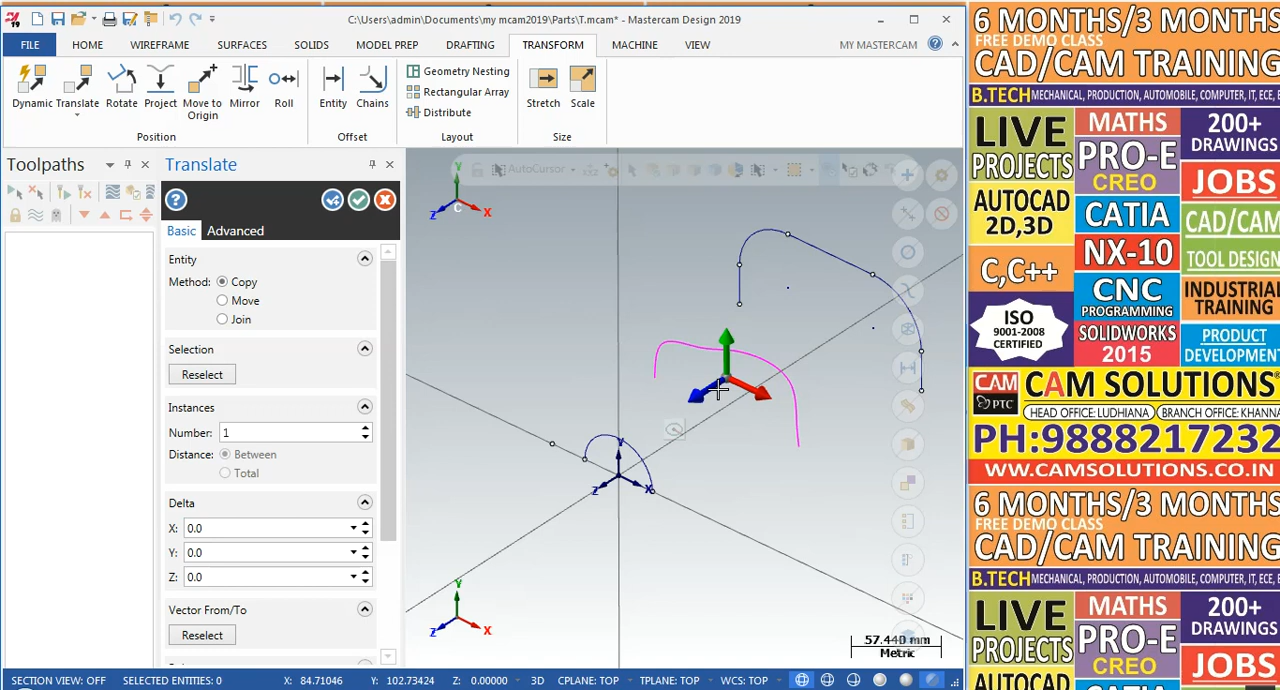 C:\Users\admin\Documents\my mcam2019\Parts\T.mcam* - Mastercam Design 2019
19
FILE HOME WIREFRAME SURFACES SOLIDS MODEL PREP DRAFTING TRANSFORM MACHINE VIEW MY MASTERCAM
Dynamic Translate Rotate Project Move to Origin Mirror Roll
Position
Entity Chains
Offset
Geometry Nesting
Rectangular Array
Distribute
Layout
Stretch Scale
Size
Toolpaths
Translate
Basic Advanced
Entity
Method: Copy
Move
Join
Selection
Reselect
Instances
Number: 1
Distance: Between
Total
Delta
X: 0.0
Y: 0.0
Z: 0.0
Vector From/To
Reselect
AutoCursor
Y
Z C X
Y
Z X
Y
Z X
57.440 mm
Metric
SECTION VIEW: OFF SELECTED ENTITIES: 0 X: 84.71046 Y: 102.73424 Z: 0.00000 3D CPLANE: TOP TPLANE: TOP WCS: TOP
6 MONTHS/3 MONTHS
FREE DEMO CLASS
CAD/CAM TRAINING
B.TECH MECHANICAL, PRODUCTION, AUTOMOBILE, COMPUTER, IT, ECE,
LIVE PROJECTS
MATHS
200+ DRAWINGS
PRO-E
CREO
JOBS
AUTOCAD
2D,3D
CATIA
CAD/CAM
NX-10
TOOL DESIGN
C,C++
CNC
PROGRAMMING
INDUSTRIAL
TRAINING
ISO
9001-2008
CERTIFIED
SOLIDWORKS
2015
PRODUCT
DEVELOPMENT
CAM
PTC
CAM SOLUTIONS®
HEAD OFFICE: LUDHIANA BRANCH OFFICE: KHANNA
PH:9888217232
WW.CAMSOLUTIONS.CO.IN
6 MONTHS/3 MONTHS
FREE DEMO CLASS
CAD/CAM TRAINING
B.TECH MECHANICAL, PRODUCTION, AUTOMOBILE, COMPUTER, IT, ECE,
LIVE PROJECTS
MATHS
200+ DRAWINGS
PRO-E
CREO
JOBS
AUTOCAD